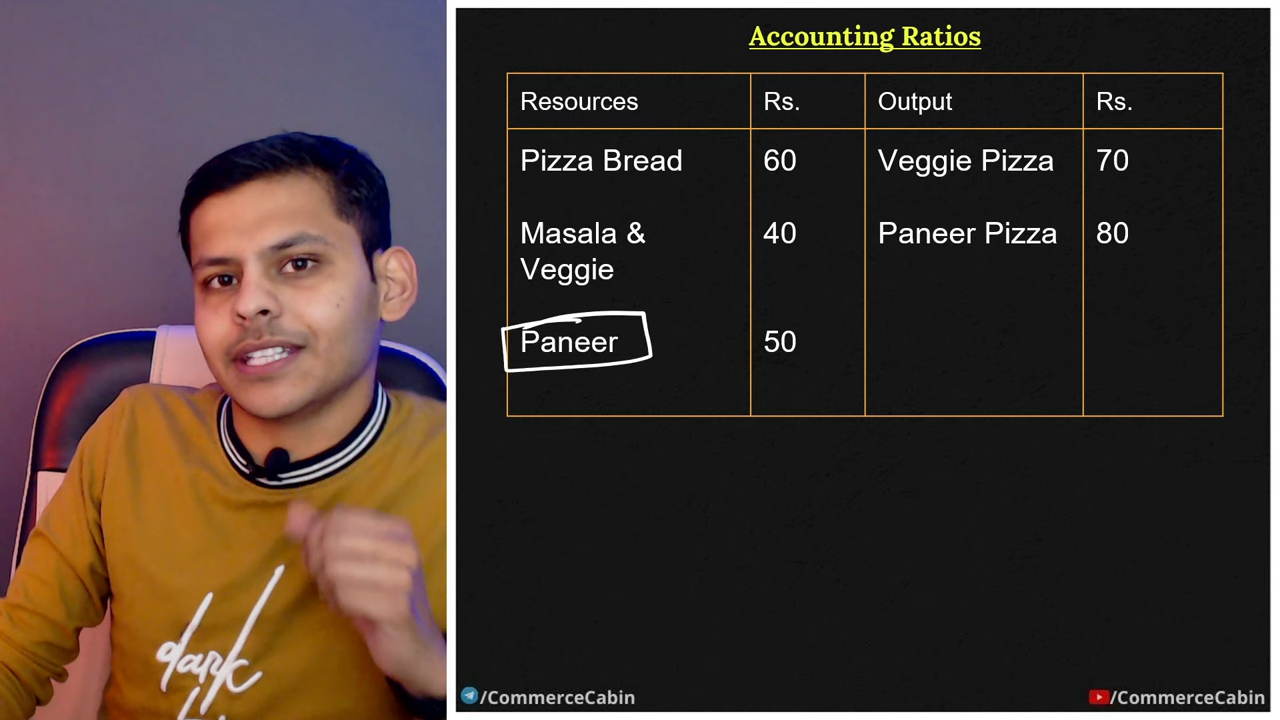 Accounting Ratios
Resources Rs. Output Rs.
Pizza Bread 60 Veggie Pizza 70
Masala & 40 Paneer Pizza 80
Veggie
Paneer 50
dark
/CommerceCabin /CommerceCabin